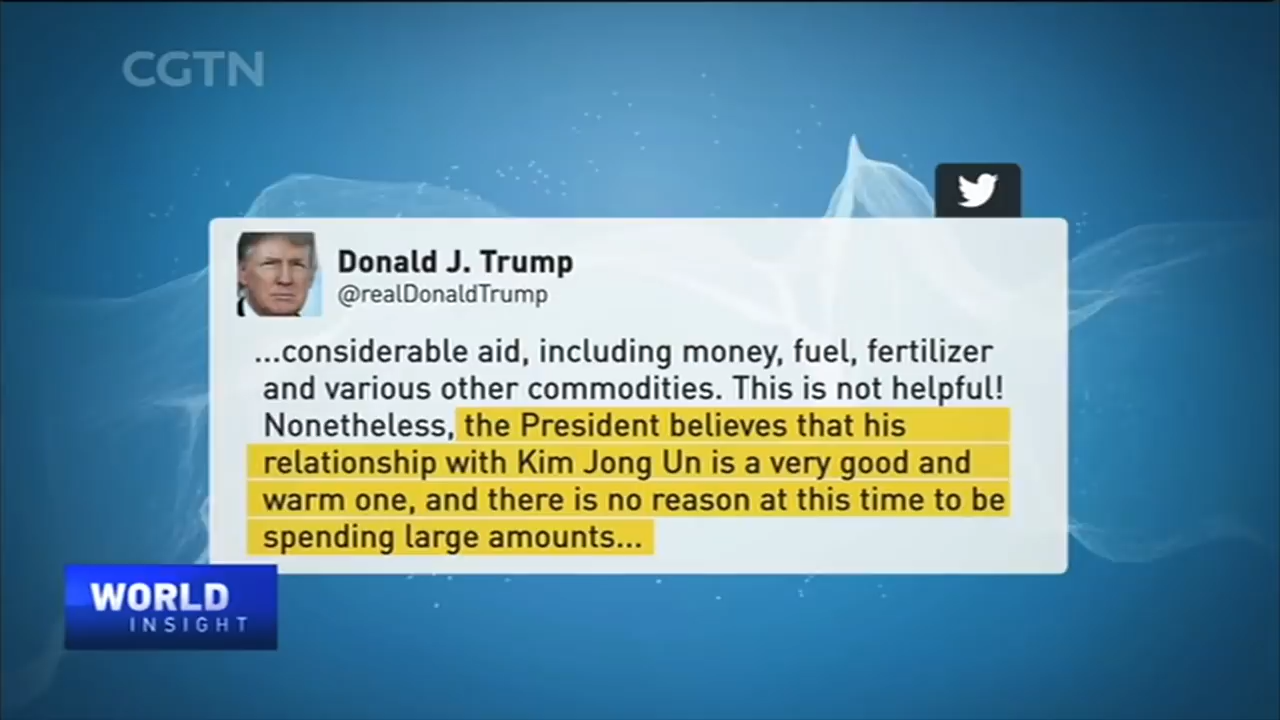 CGTN
Donald J. Trump
@realDonaldTrump
...considerable aid, including money, fuel, fertilizer
and various other commodities. This is not helpful!
Nonetheless, the President believes that his
relationship with Kim Jong Un is a very good and
warm one, and there is no reason at this time to be
spending large amounts...
WORLD
INSIGHT